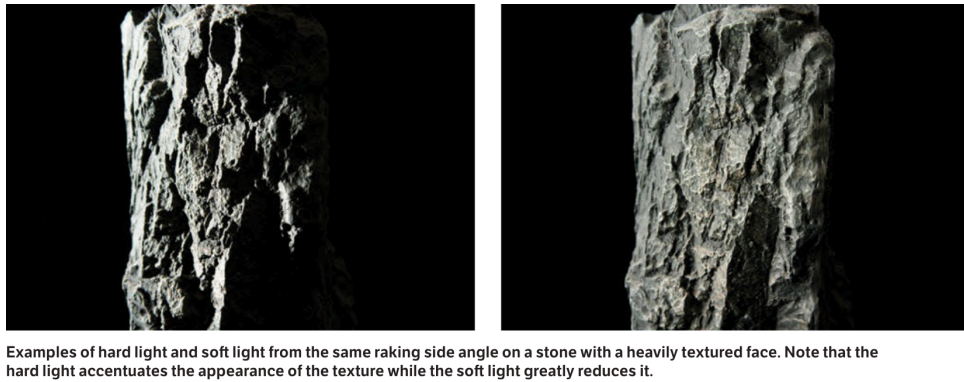 Examples of hard light and soft light from the same raking side angle on a stone with a heavily textured face. Note that the
hard light accentuates the appearance of the texture while the soft light greatly reduces it.